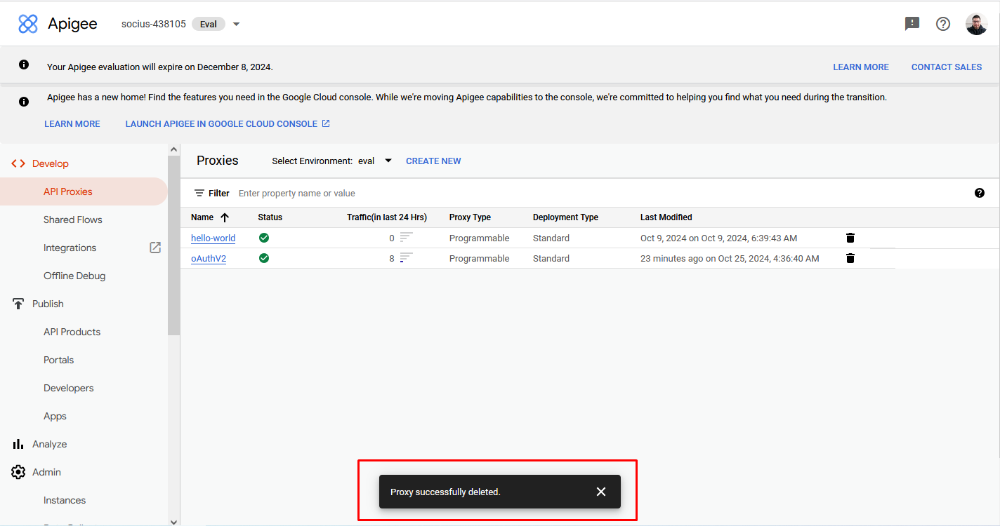 Apigee socius-438105 Eval
Your Apigee evaluation will expire on December 8, 2024. LEARN MORE CONTACT SALES
Apigee has a new home! Find the features you need in the Google Cloud console. While we're moving Apigee capabilities to the console, we're committed to helping you find what you need during the transition.
LEARN MORE LAUNCH APIGEE IN GOOGLE CLOUD CONSOLE
Develop
API Proxies
Shared Flows
Integrations
Offline Debug
Publish
API Products
Portals
Developers
Apps
Analyze
Admin
Instances
Proxies Select Environment: eval CREATE NEW
Filter Enter property name or value
Name Status Traffic(in last 24 Hrs) Proxy Type Deployment Type Last Modified
hello-world 0 Programmable Standard Oct 9, 2024 on Oct 9, 2024, 6:39:43 AM
oAuthV2 8 Programmable Standard 23 minutes ago on Oct 25, 2024, 4:36:40 AM
Proxy successfully deleted.